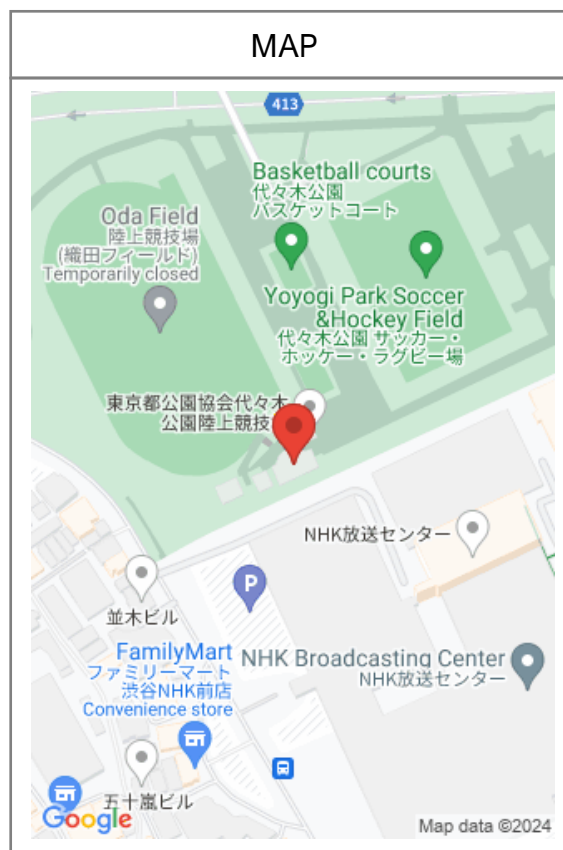 MAP
413
Basketball courts
代々木公園
バスケットコート
Oda Field
陸上競技場
(織田フィールド)
Temporarily closed
Yoyogi Park Soccer
&Hockey Field
代々木公園 サッカー・
ホッケー・ラグビー場
東京都公園協会代々木
公園陸上競技
NHK放送センター
P
並木ビル
FamilyMart
ファミリーマート
渋谷NHK前店
Convenience store
NHK Broadcasting Center
NHK放送センター
五十嵐ビル
Google
Map data ©2024